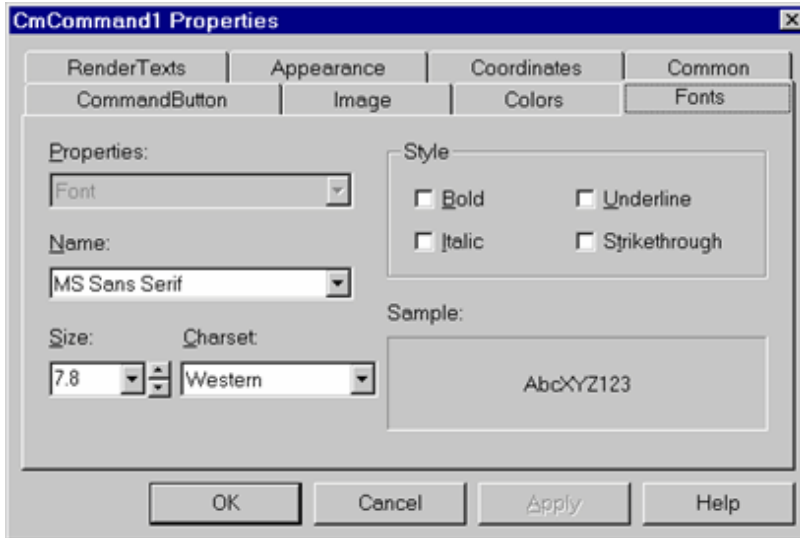 CmCommand1 Properties
RenderTexts Appearance Coordinates Common
CommandButton Image Colors Fonts
Properties:
Font
Name:
MS Sans Serif
Size: Charset:
7.8 Western
Style
Bold Underline
Italic Strikethrough
Sample:
AbcXYZ123
OK Cancel Apply Help